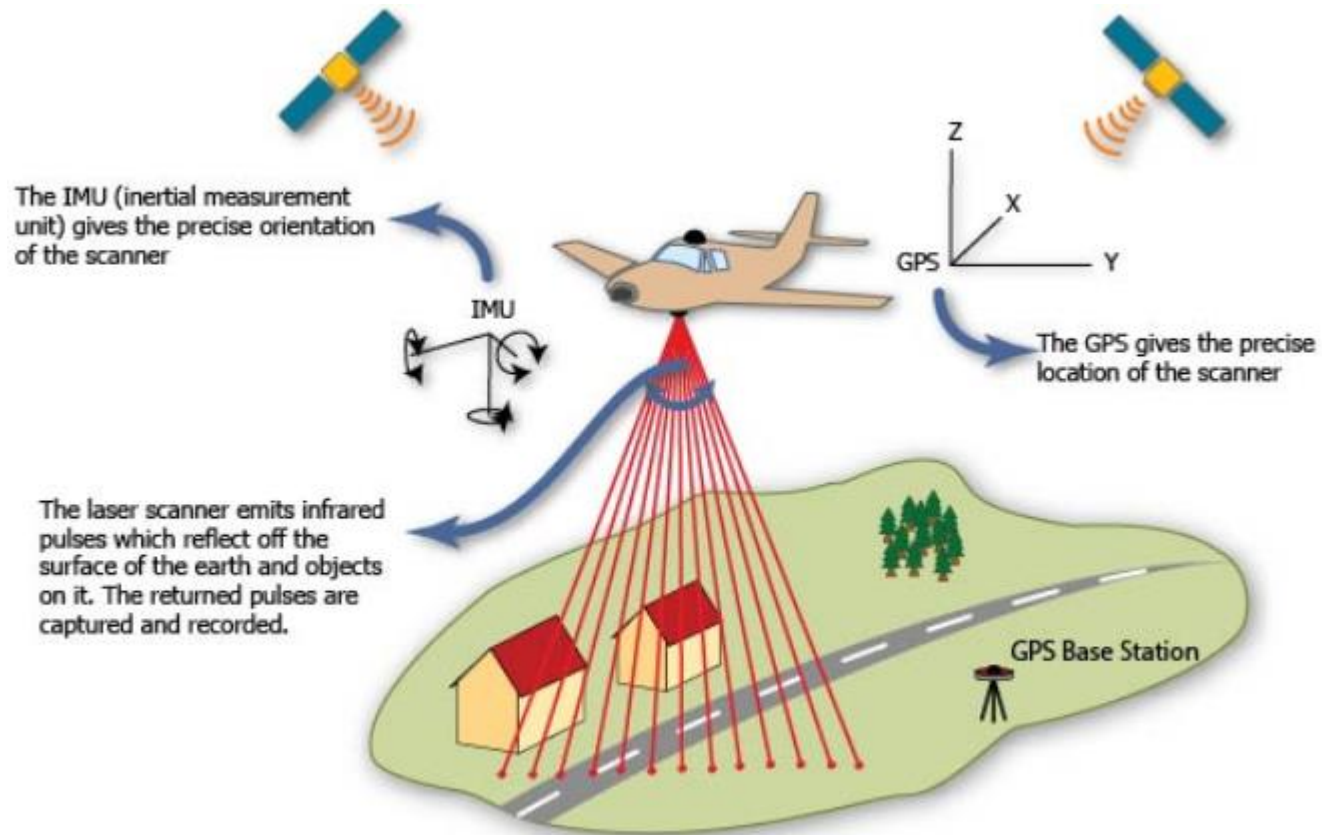 The IMU (inertial measurement
unit) gives the precise orientation
of the scanner
IMU
Z
X
GPS
Y
The GPS gives the precise
location of the scanner
The laser scanner emits infrared
pulses which reflect off the
surface of the earth and objects
on it. The returned pulses are
captured and recorded.
GPS Base Station